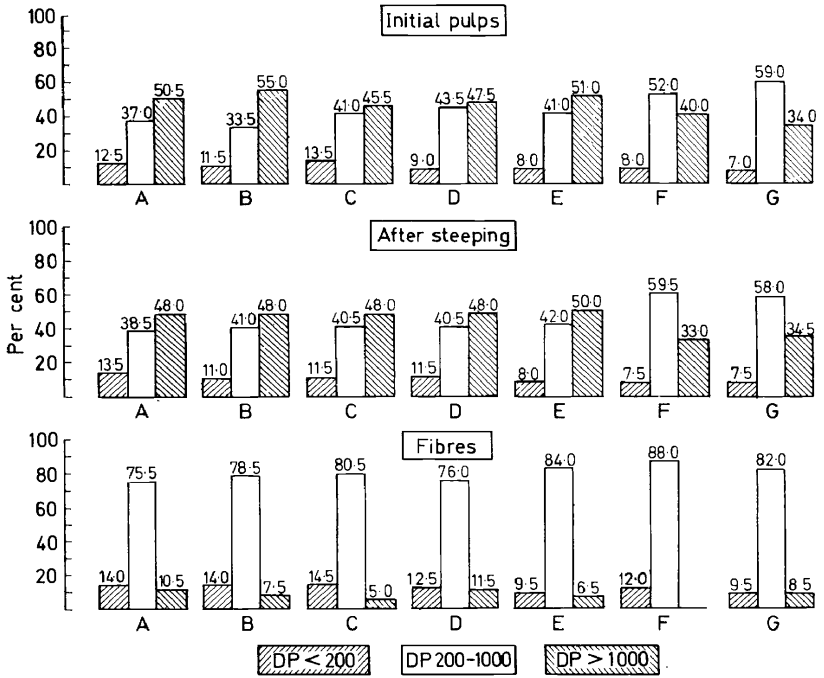 Initial pulps
100
80
60
40
20
12·5 37·0 50·5
11·5 33·5 55·0
13·5 41·0 45·5
9·0 43·5 47·5
8·0 41·0 51·0
8·0 52·0 40·0
7·0 59·0 34·0
A B C D E F G
After steeping
Per cent
100
80
60
40
20
13·5 38·5 48·0
11·0 41·0 48·0
11·5 40·5 48·0
11·5 40·5 48·0
8·0 42·0 50·0
7·5 59·5 33·0
7·5 58·0 34·5
A B C D E F G
Fibres
100
80
60
40
20
14·0 75·5 10·5
14·0 78·5 7·5
14·5 80·5 5·0
12·5 76·0 11·5
9·5 84·0 6·5
12·0 88·0
9·5 82·0 8·5
A B C D E F G
DP < 200 DP 200-1000 DP > 1000